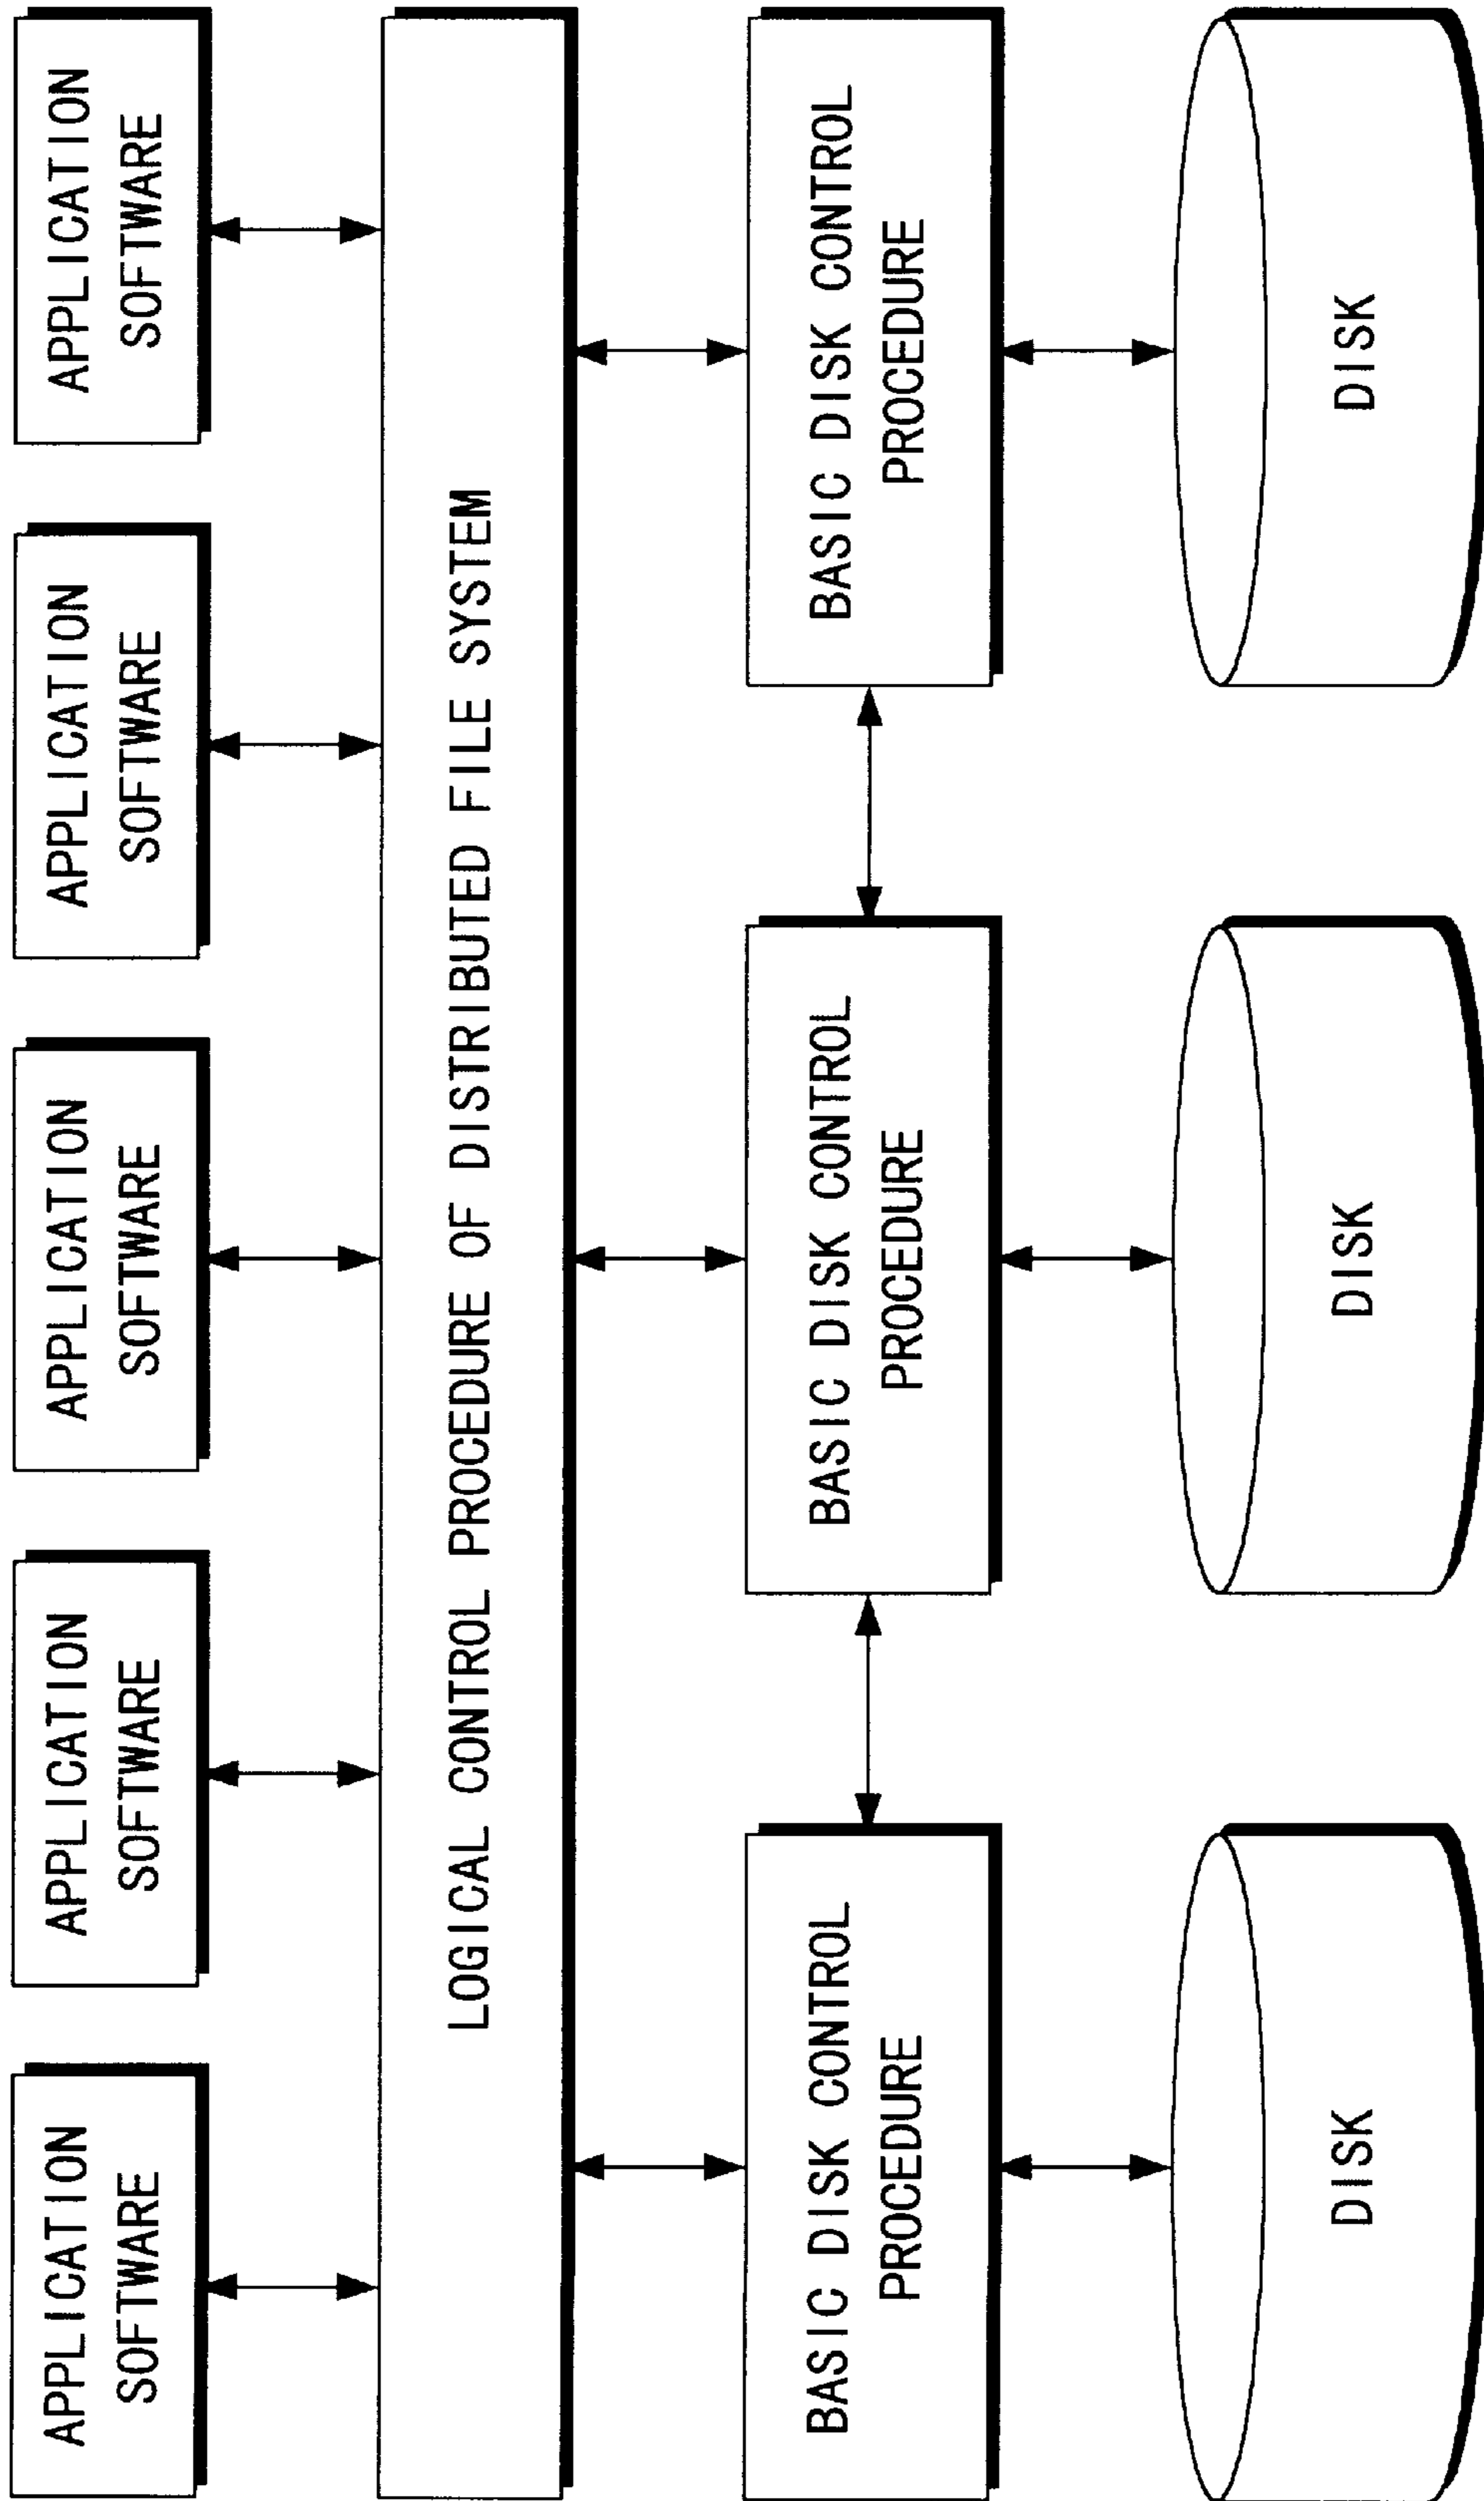 APPLICATION
SOFTWARE
APPLICATION
SOFTWARE
APPLICATION
SOFTWARE
APPLICATION
SOFTWARE
APPLICATION
SOFTWARE
LOGICAL CONTROL PROCEDURE OF DISTRIBUTED FILE SYSTEM
BASIC DISK CONTROL
PROCEDURE
BASIC DISK CONTROL
PROCEDURE
BASIC DISK CONTROL
PROCEDURE
DISK
DISK
DISK